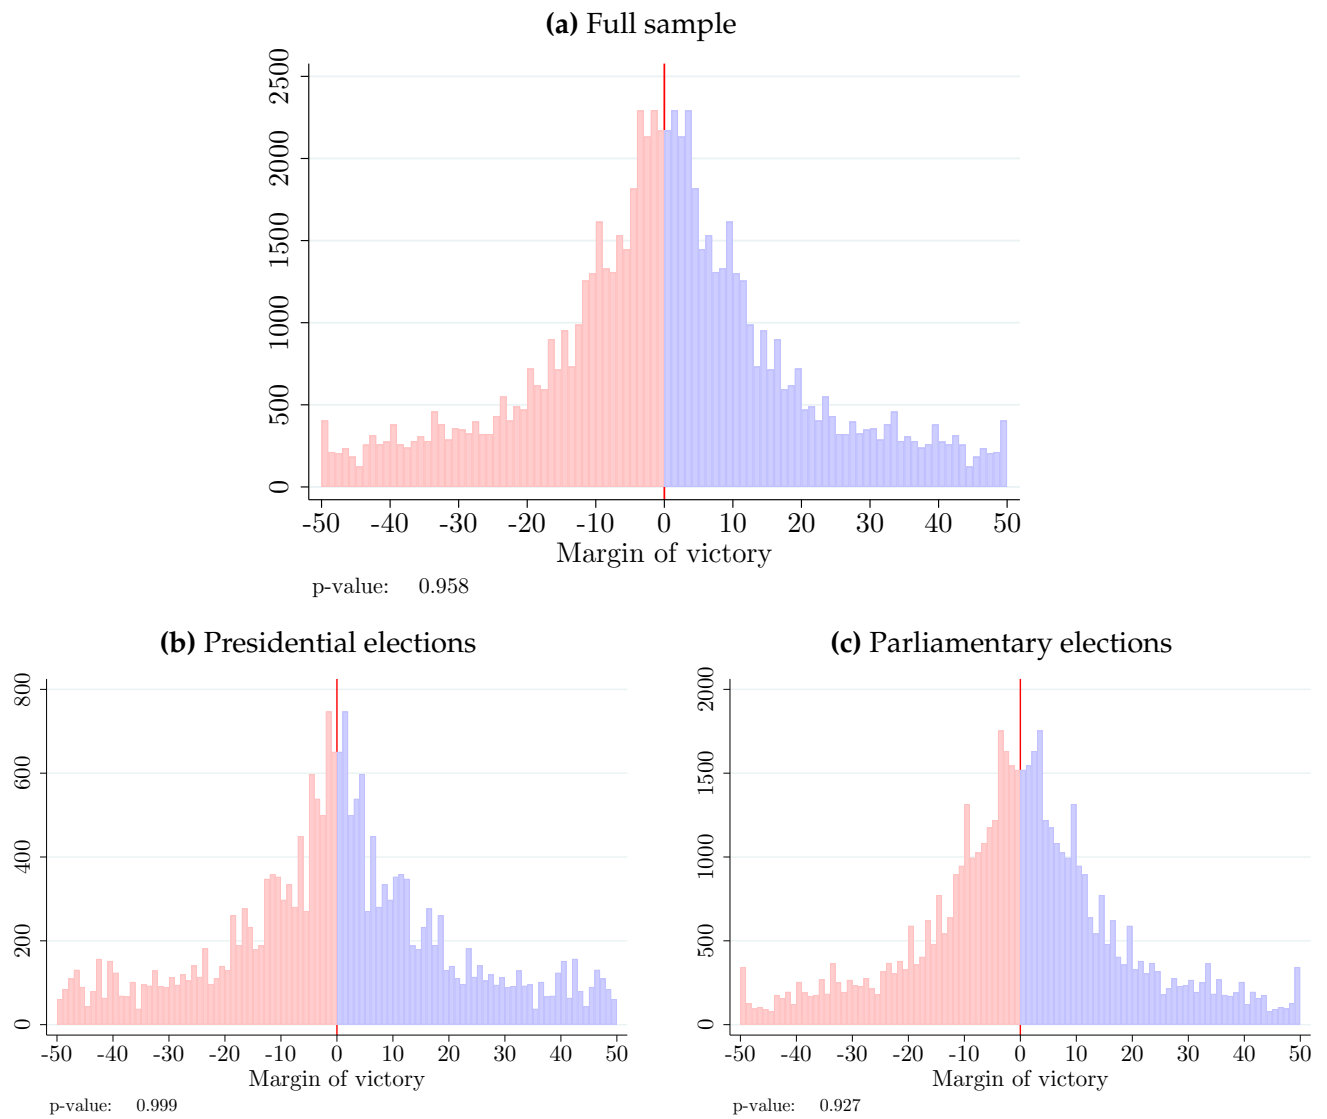 (a) Full sample
2500
2000
1500
1000
500
0
-50 -40 -30 -20 -10 0 10 20 30 40 50
Margin of victory
p-value: 0.958
(b) Presidential elections
800
600
400
200
0
-50 -40 -30 -20 -10 0 10 20 30 40 50
Margin of victory
p-value: 0.999
(c) Parliamentary elections
2000
1500
1000
500
0
-50 -40 -30 -20 -10 0 10 20 30 40 50
Margin of victory
p-value: 0.927